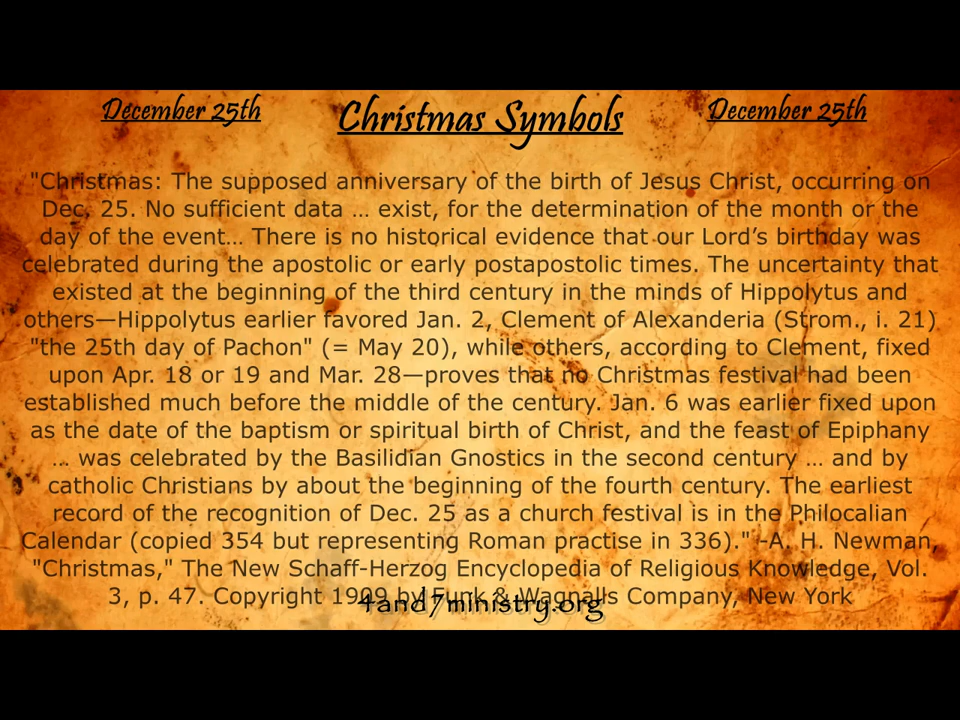 December 25th Christmas Symbols December 25th
"Christmas: The supposed anniversary of the birth of Jesus Christ, occurring on
Dec. 25. No sufficient data … exist, for the determination of the month or the
day of the event… There is no historical evidence that our Lord’s birthday was
celebrated during the apostolic or early postapostolic times. The uncertainty that
existed at the beginning of the third century in the minds of Hippolytus and
others—Hippolytus earlier favored Jan. 2, Clement of Alexanderia (Strom., i. 21)
"the 25th day of Pachon" (= May 20), while others, according to Clement, fixed
upon Apr. 18 or 19 and Mar. 28—proves that no Christmas festival had been
established much before the middle of the century. Jan. 6 was earlier fixed upon
as the date of the baptism or spiritual birth of Christ, and the feast of Epiphany
… was celebrated by the Basilidian Gnostics in the second century … and by
catholic Christians by about the beginning of the fourth century. The earliest
record of the recognition of Dec. 25 as a church festival is in the Philocalian
Calendar (copied 354 but representing Roman practise in 336)." -A. H. Newman,
"Christmas," The New Schaff-Herzog Encyclopedia of Religious Knowledge, Vol.
3, p. 47. Copyright 1909 by Funk & Wagnalls Company, New York
4and7ministry.org